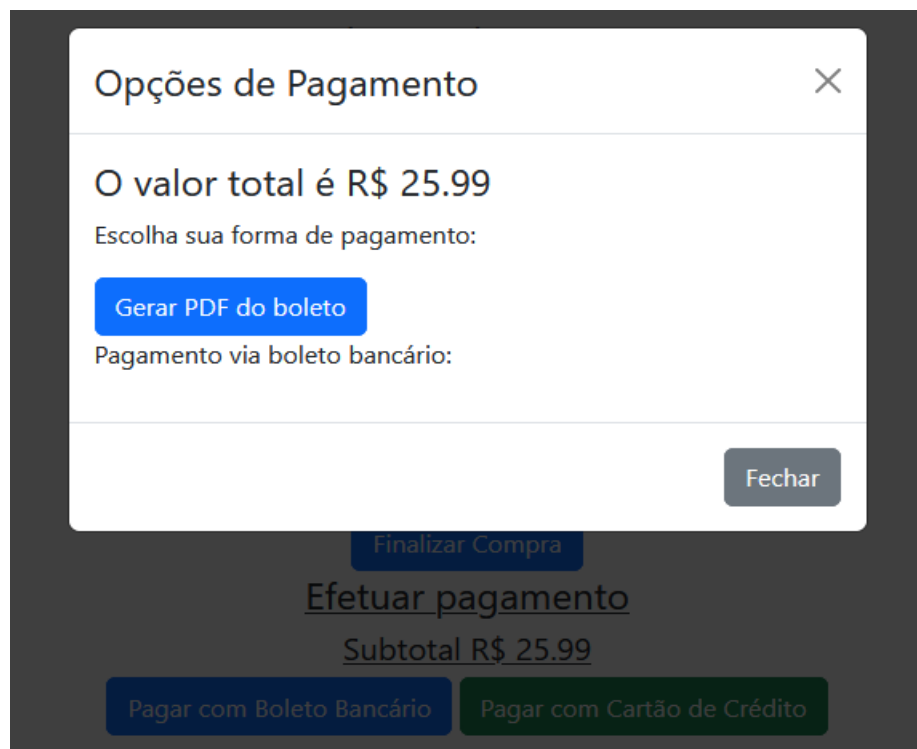 Opções de Pagamento
O valor total é R$ 25.99
Escolha sua forma de pagamento:
Gerar PDF do boleto
Pagamento via boleto bancário:
Fechar
Finalizar Compra
Efetuar pagamento
Subtotal R$ 25.99
Pagar com Boleto Bancário Pagar com Cartão de Crédito